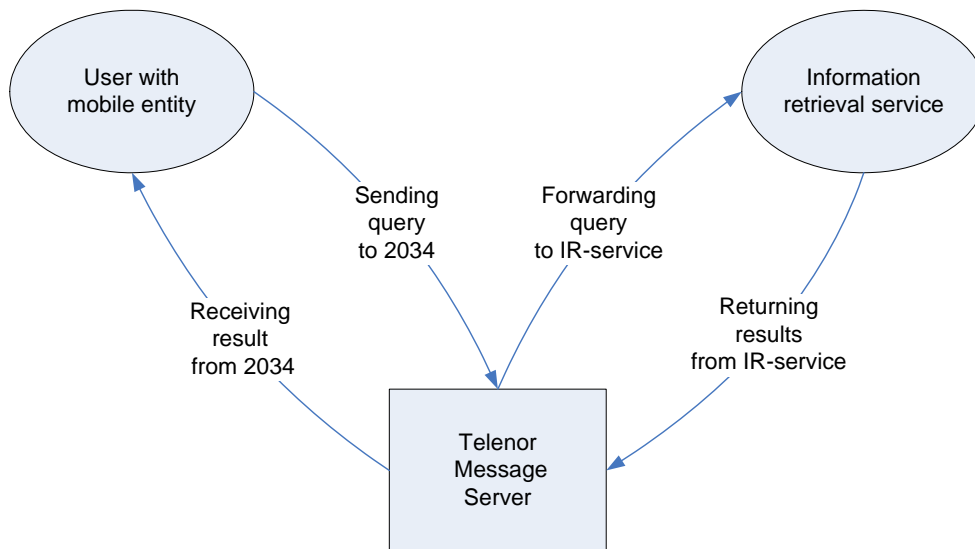 User with
mobile entity
Information
retrieval service
Sending
query
to 2034
Forwarding
query
to IR-service
Receiving
result
from 2034
Returning
results
from IR-service
Telenor
Message
Server